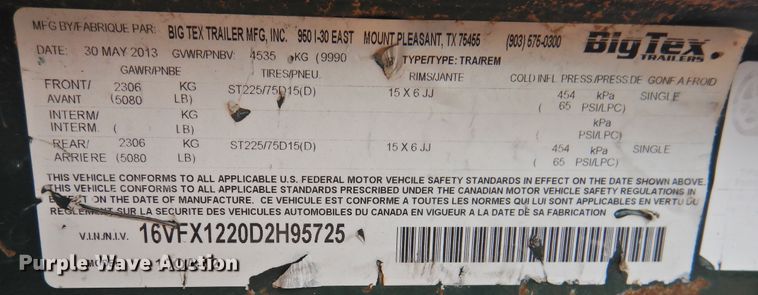 MFG BY/FABRIQUE PAR: BIG TEX TRAILER MFG, INC. 950 I-30 EAST MOUNT PLEASANT, TX 75455 (903) 575-0300
BigTex
TRAILERS
DATE: 30 MAY 2013 GVWR/PNBV 4535 KG (9990 TYPE/TYPE: TRA/REM
GAWR/PNBE TIRES/PNEU. RIMS/JANTE COLD INFL. PRESS/PRESS DE GONF A FROID
FRONT/ 2306 KG ST225/75D15(D) 15 X 6 JJ 454 kPa SINGLE
AVANT (5080 LB) ( 65 PSI/LPC)
INTERM/ KG kPa
INTERM. ( LB) ( PSI/LPC)
REAR/ 2306 KG ST225/75D15(D) 15 X 6 JJ 454 kPa SINGLE
ARRIERE (5080 LB) ( 65 PSI/LPC)
THIS VEHICLE CONFORMS TO ALL APPLICABLE U.S. FEDERAL MOTOR VEHCILE SAFETY STANDARDS IN EFFECT ON THE DATE SHOWN ABOVE.
THIS VEHICLE CONFORMS TO ALL APPLICABLE STANDARDS PRESCRIBED UNDER THE CANADIAN MOTOR VEHICLE SAFETY REGULATIONS IN
EFFECT ON THE DATE OF MANUFACTURE. CE VEHICULE EST CONFORME A TOUTES LES NORMES QUI LUI SONT APPLICABLES EN VERTU DU
REGLEMENT SUR LA SECURITE DES VEHICULES AUTOMOBILES DU CANADA EN VIGUEUR A LA DATE DE SA FABRICATION
V.I.N./N.I.V. 16VFX1220D2H95725
Purple Wave Auction